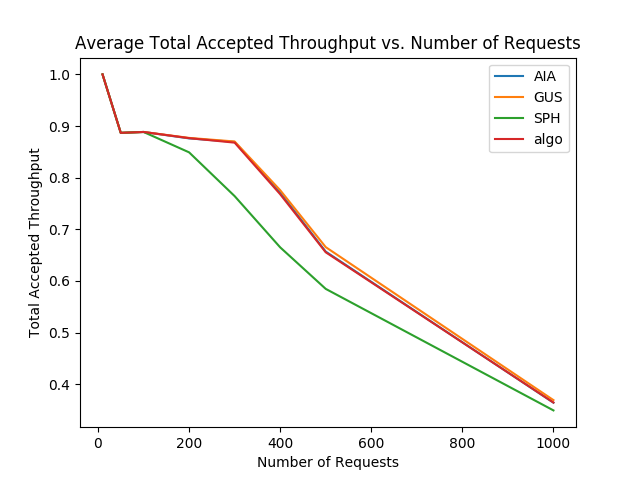 Average Total Accepted Throughput vs. Number of Requests
AIA
GUS
SPH
algo
Total Accepted Throughput
1.0
0.9
0.8
0.7
0.6
0.5
0.4
0 200 400 600 800 1000
Number of Requests